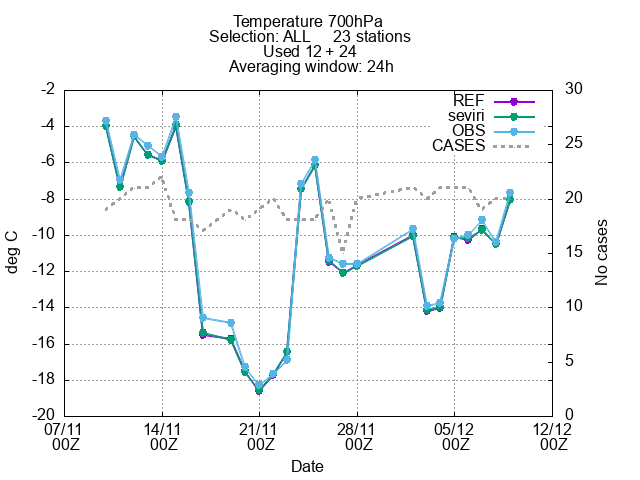 Temperature 700hPa
Selection: ALL 23 stations
Used 12 + 24
Averaging window: 24h
REF
seviri
OBS
CASES
-2
-4
-6
-8
-10
-12
-14
-16
-18
-20
deg C
30
25
20
15
10
5
0
No cases
07/11 14/11 21/11 28/11 05/12 12/12
00Z 00Z 00Z 00Z 00Z 00Z
Date